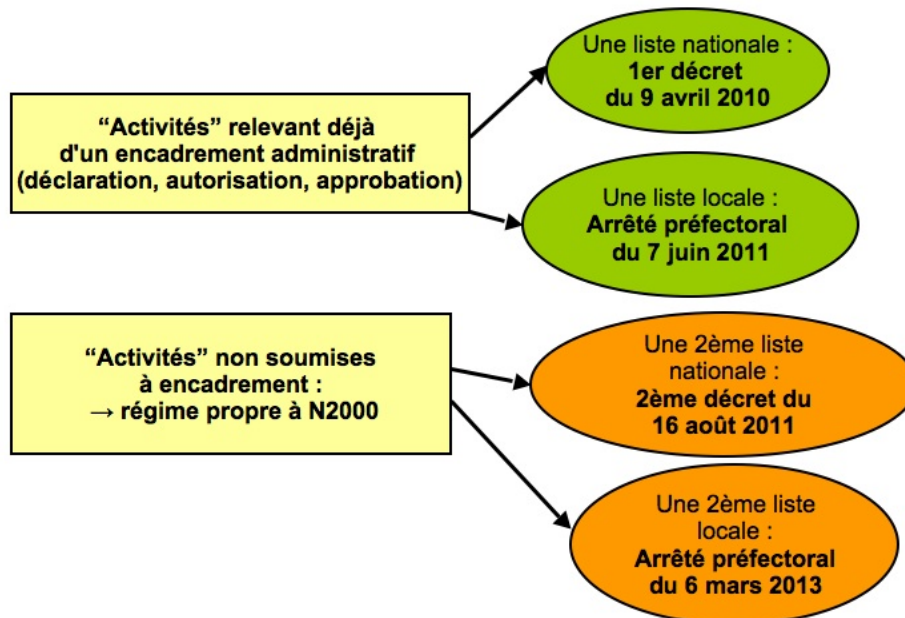 “Activités” relevant déjà
d'un encadrement administratif
(déclaration, autorisation, approbation)
Une liste nationale :
1er décret
du 9 avril 2010
Une liste locale :
Arrêté préfectoral
du 7 juin 2011
“Activités” non soumises
à encadrement :
→ régime propre à N2000
Une 2ème liste
nationale :
2ème décret du
16 août 2011
Une 2ème liste
locale :
Arrêté préfectoral
du 6 mars 2013